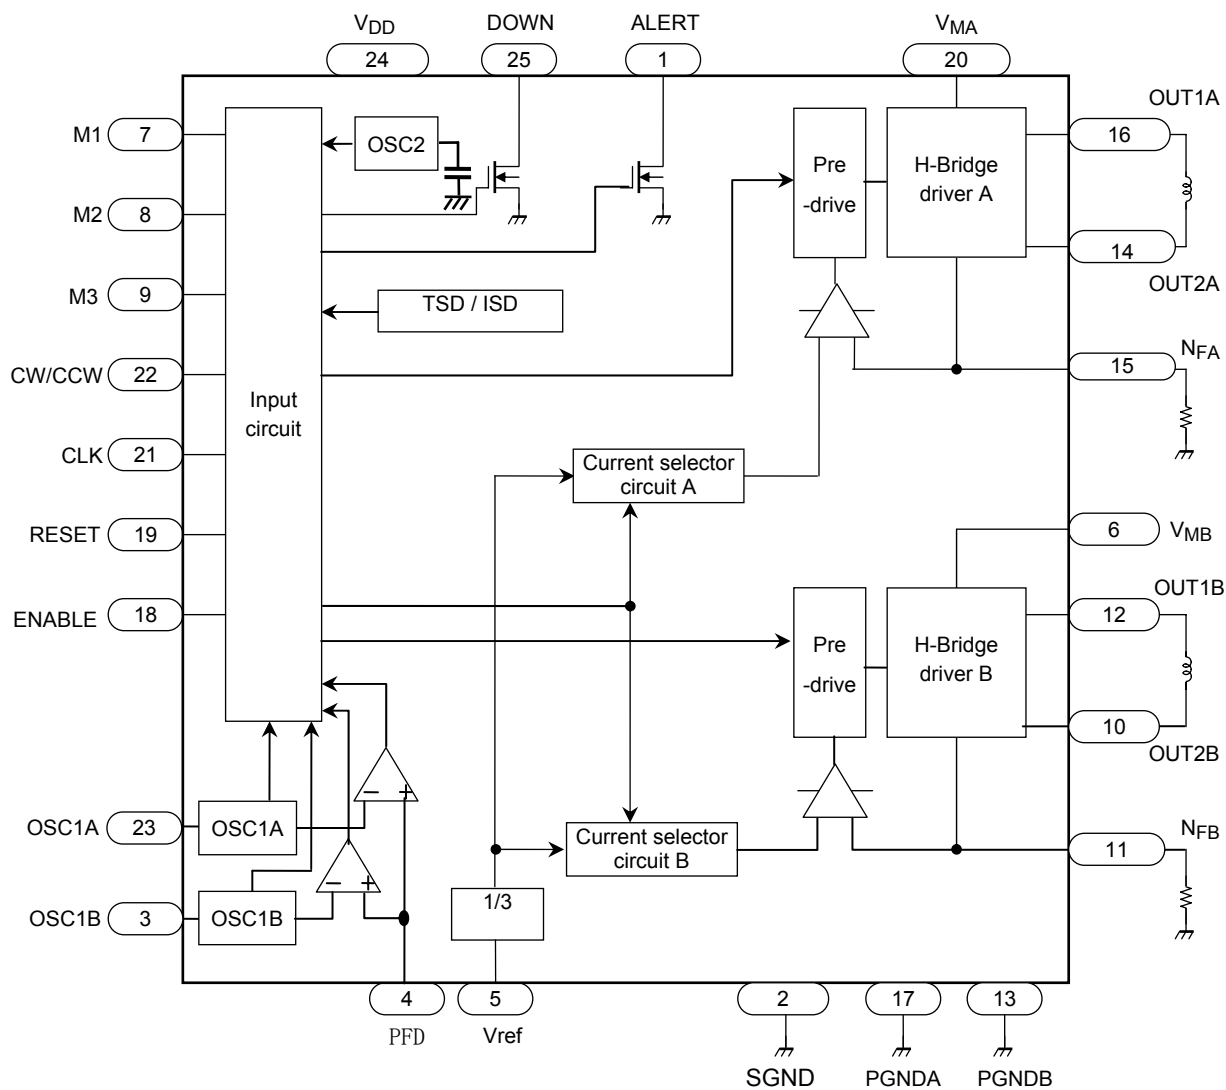 VDD
DOWN
ALERT
VMA
24
25
1
20
OUT1A
M1
7
OSC2
Pre
-drive
H-Bridge
driver A
16
M2
8
14
OUT2A
M3
9
TSD / ISD
NFA
15
CW/CCW
22
Input
circuit
CLK
21
Current selector
circuit A
RESET
19
6
VMB
OUT1B
ENABLE
18
12
Pre
-drive
H-Bridge
driver B
10
OUT2B
− +
OSC1A
23
OSC1A
Current selector
circuit B
NFB
11
− +
OSC1B
3
OSC1B
1/3
4
5
2
17
13
PFD
Vref
SGND
PGNDA
PGNDB